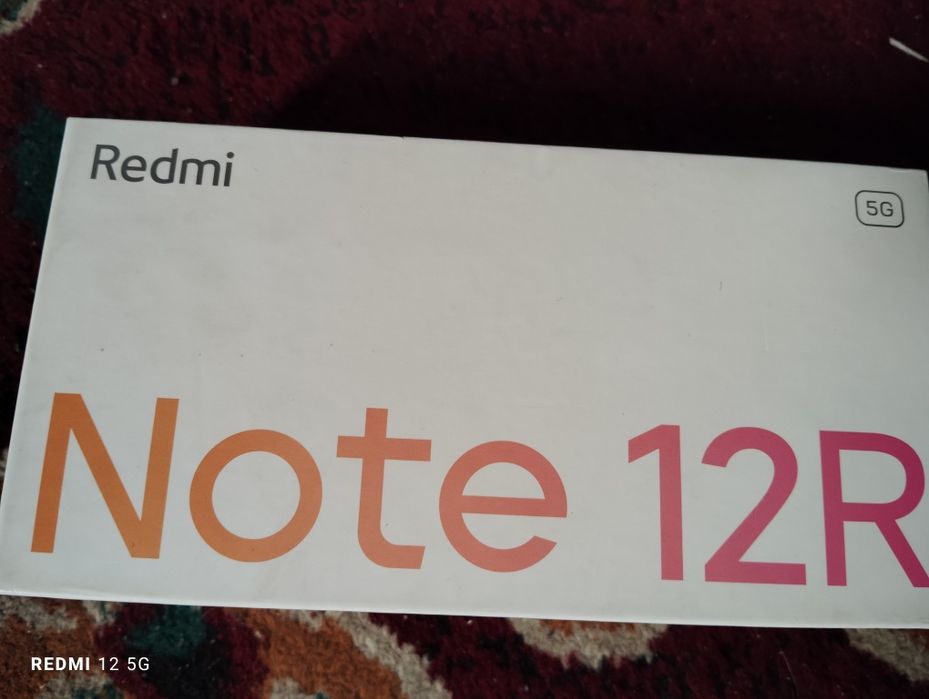 Redmi
5G
Note 12R
REDMI 12 5G